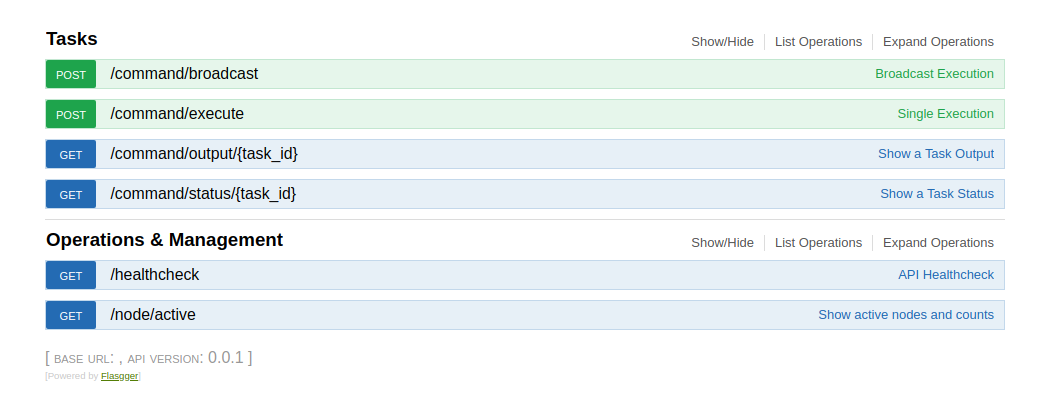 Tasks Show/Hide List Operations Expand Operations
POST /command/broadcast Broadcast Execution
POST /command/execute Single Execution
GET /command/output/{task_id} Show a Task Output
GET /command/status/{task_id} Show a Task Status
Operations & Management Show/Hide List Operations Expand Operations
GET /healthcheck API Healthcheck
GET /node/active Show active nodes and counts
[ BASE URL: , API VERSION: 0.0.1 ]
[Powered by Flasgger]